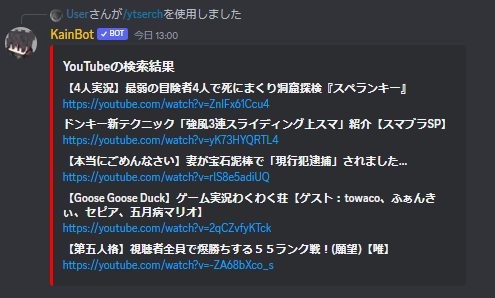 Userさんが/ytserchを使用しました
KainBot BOT 今日 13:00
YouTubeの検索結果
【4人実況】最弱の冒険者4人で死にまくり洞窟探検『スペランキー』
https://youtube.com/watch?v=ZnlFx61Ccu4
ドンキー新テクニック「強風3連スライディング上スマ」紹介【スマブラSP】
https://youtube.com/watch?v=yK73HYQRTL4
【本当にごめんなさい】妻が宝石泥棒で「現行犯逮捕」されました...
https://youtube.com/watch?v=rIS8e5adiUQ
【Goose Goose Duck】ゲーム実況わくわく荘【ゲスト：towaco、ふぁんき
ぃ、セピア、五月病マリオ】
https://youtube.com/watch?v=2qCZvfyKTck
【第五人格】視聴者全員で爆勝ちする５５ランク戦！(願望)【唯】
https://youtube.com/watch?v=-ZA68bXco_s